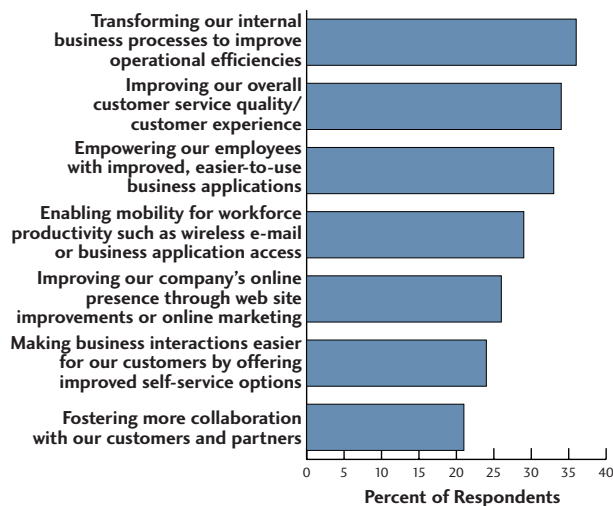 Transforming our internal
business processes to improve
operational efficiencies
Improving our overall
customer service quality/
customer experience
Empowering our employees
with improved, easier-to-use
business applications
Enabling mobility for workforce
productivity such as wireless e-mail
or business application access
Improving our company’s online
presence through web site
improvements or online marketing
Making business interactions easier
for our customers by offering
improved self-service options
Fostering more collaboration
with our customers and partners
0 5 10 15 20 25 30 35 40
Percent of Respondents